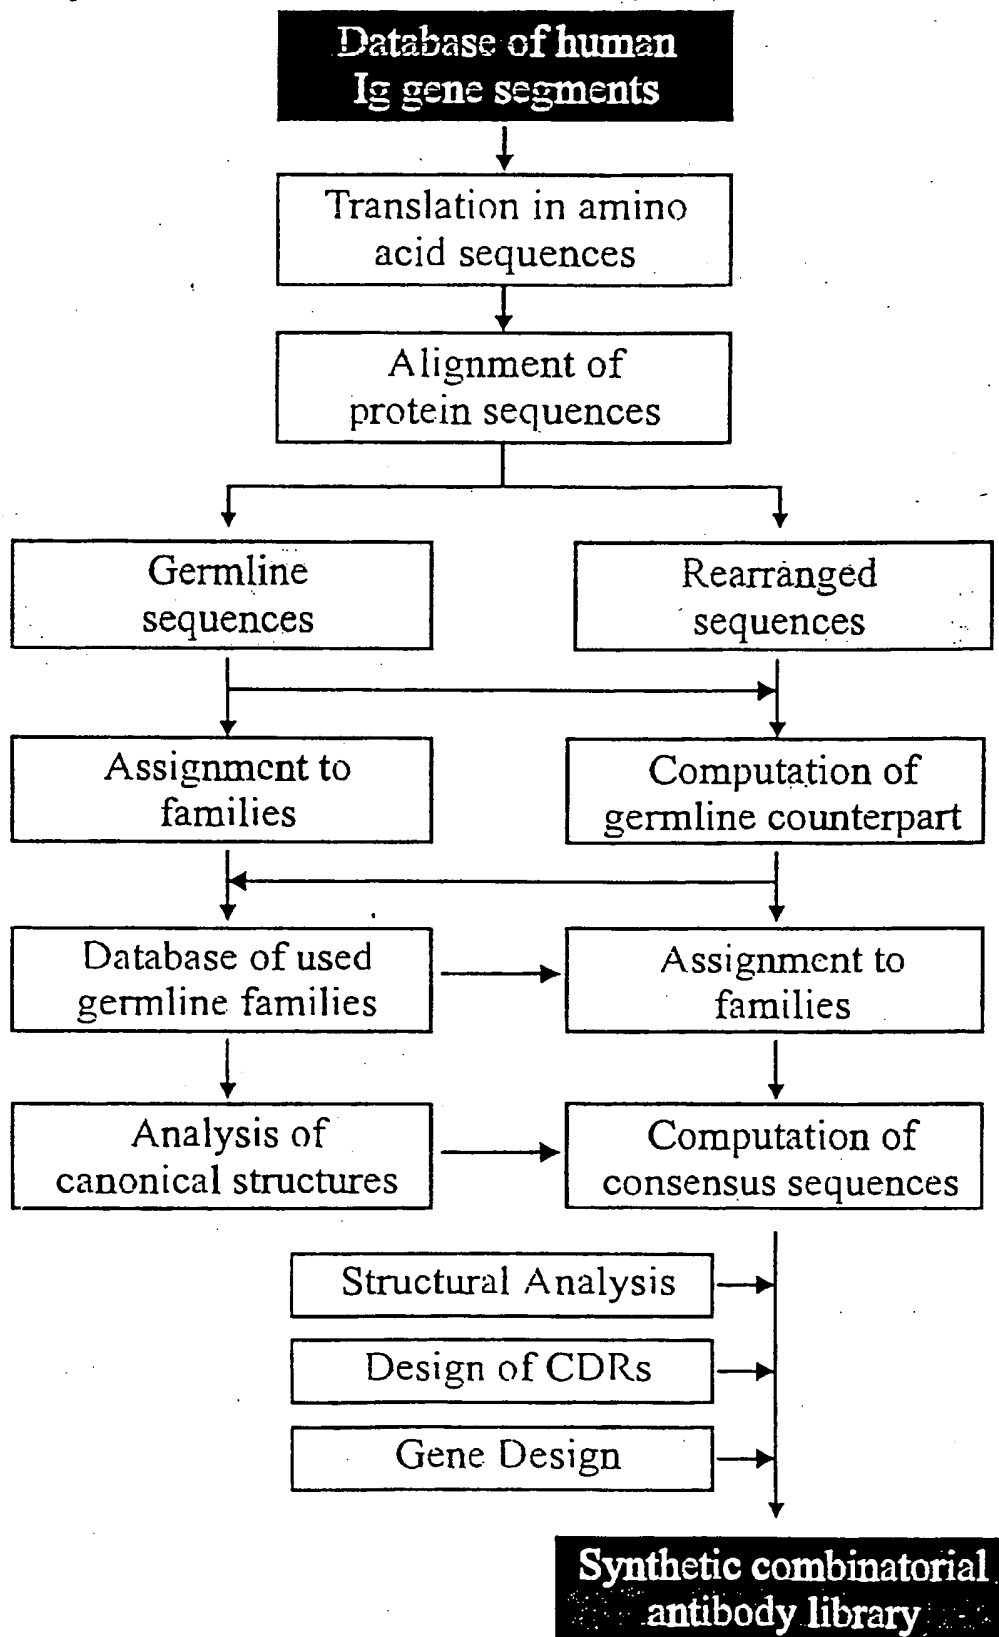 Database of human
Ig gene segments
Translation in amino
acid sequences
Alignment of
protein sequences
Germline
sequences
Rearranged
sequences
Assignment to
families
Computation of
germline counterpart
Database of used
germline families
Assignment to
families
Analysis of
canonical structures
Computation of
consensus sequences
Structural Analysis
Design of CDRs
Gene Design
Synthetic combinatorial
antibody library